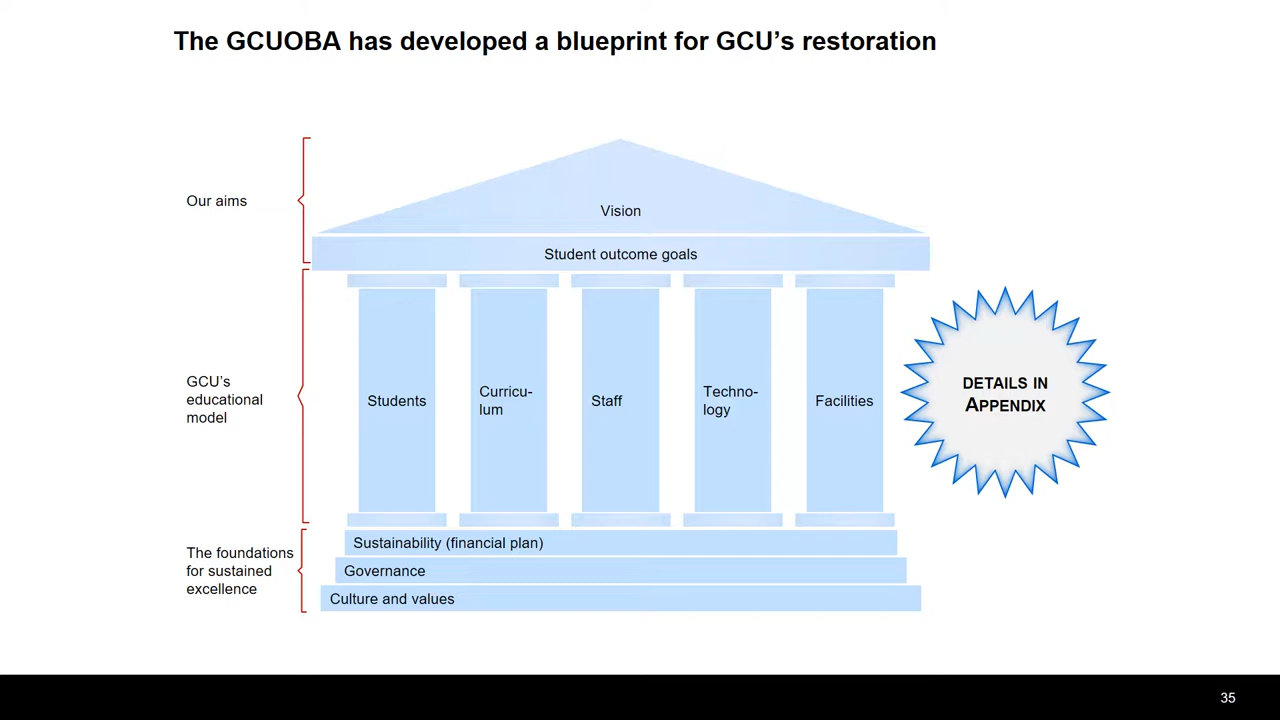 The GCUOBA has developed a blueprint for GCU’s restoration
Our aims
Vision
Student outcome goals
GCU’s
educational
model
Students
Curricu-
lum
Staff
Techno-
logy
Facilities
DETAILS IN
APPENDIX
The foundations
for sustained
excellence
Sustainability (financial plan)
Governance
Culture and values
35